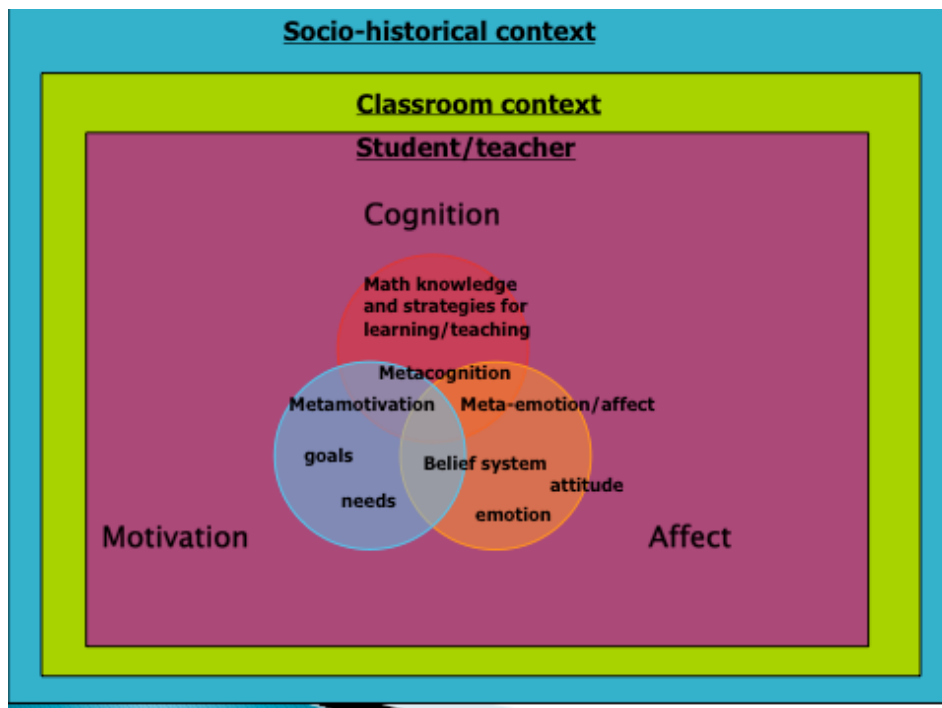 Socio-historical context
Classroom context
Student/teacher
Cognition
Math knowledge
and strategies for
learning/teaching
Metacognition
Metamotivation
Meta-emotion/affect
goals
Belief system
attitude
needs
emotion
Motivation
Affect